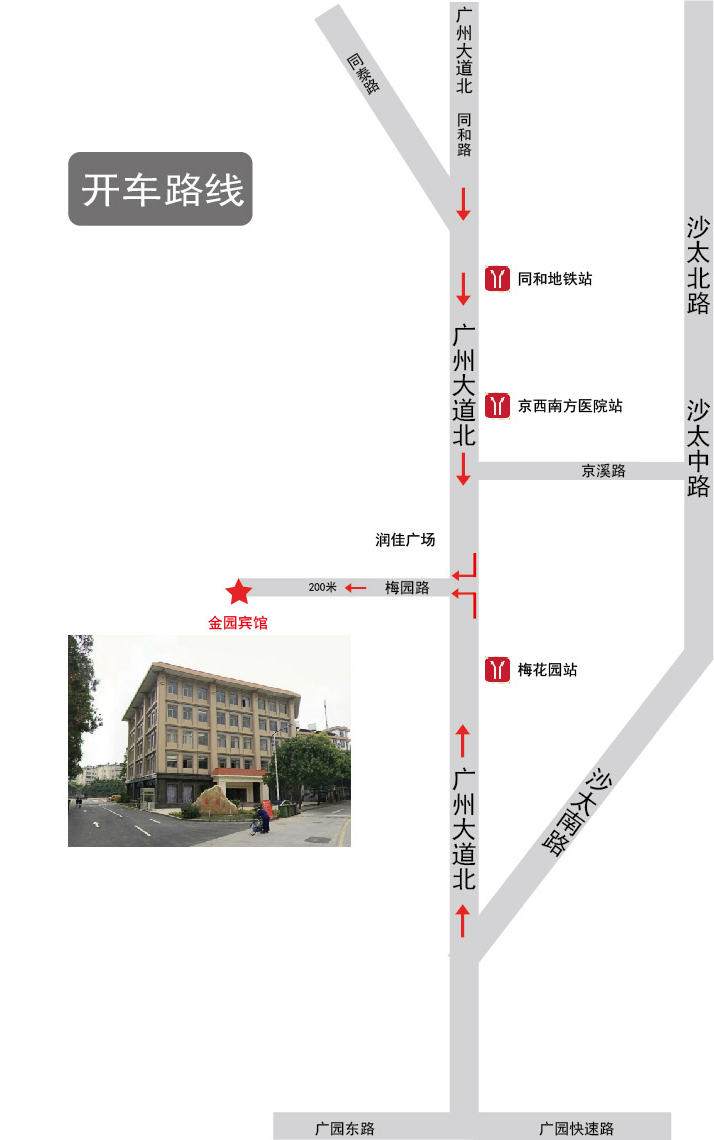 广州大道北
同和路
同泰路
开车路线
沙太北路
同和地铁站
广州大道北
京西南方医院站
沙太中路
京溪路
润佳广场
200米
梅园路
金园宾馆
梅花园站
广州大道北
沙太南路
广园东路
广园快速路